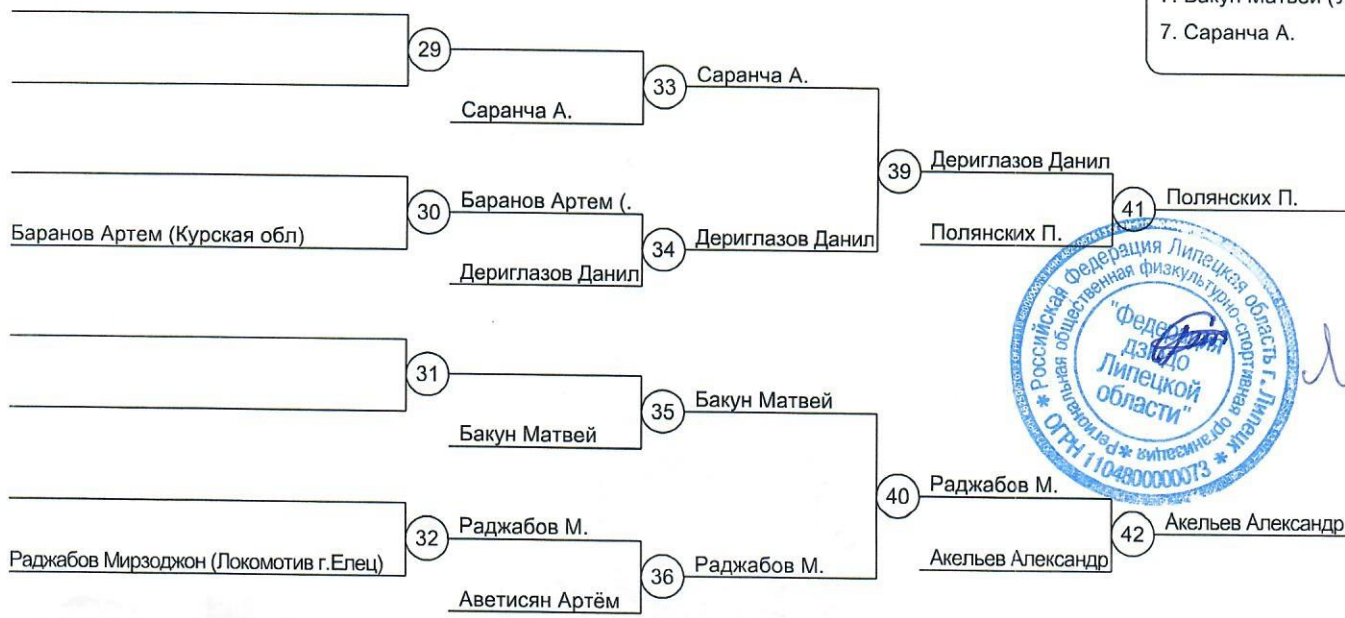 7. Бакун Матвей
7. Саранча А.
29
33
Саранча А.
Саранча А.
39
Дериглазов Данил
30
Баранов Артем (.
41
Полянских П.
Баранов Артем (Курская обл)
34
Дериглазов Данил
Полянских П.
Дериглазов Данил
31
35
Бакун Матвей
Бакун Матвей
40
Раджабов М.
32
Раджабов М.
42
Акельев Александр
Раджабов Мирзоджон (Локомотив г.Елец)
36
Раджабов М.
Акельев Александр
Аветисян Артём
* Российская Федерация Липецкая область г. Липецк * ОГРН 1104800000073
* Региональная общественная физкультурно-спортивная организация
"Федерация
дзюдо
Липецкой
области"